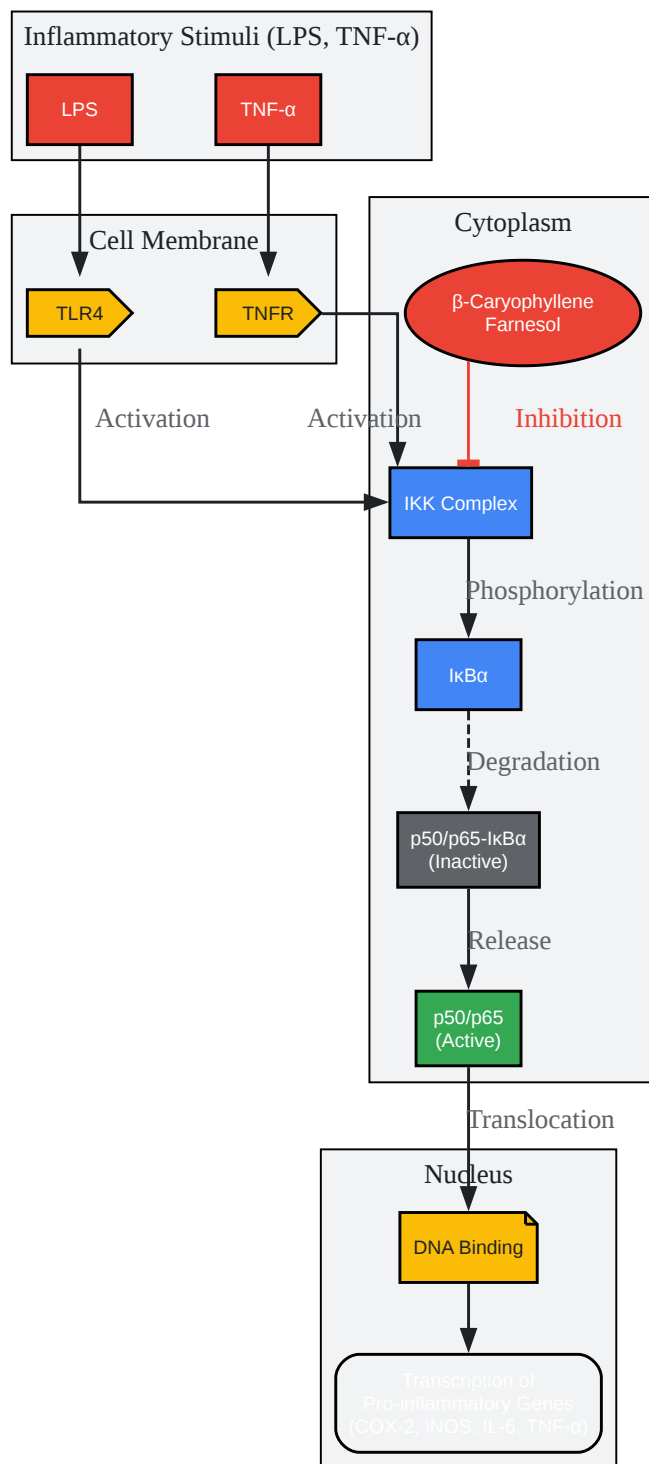 Inflammatory Stimuli (LPS, TNF-α)
LPS
TNF-α
Cell Membrane
TLR4
TNFR
Cytoplasm
β-Caryophyllene
Farnesol
Activation
Activation
Inhibition
IKK Complex
Phosphorylation
IκBα
Degradation
p50/p65-IκBα
(Inactive)
Release
p50/p65
(Active)
Translocation
Nucleus
DNA Binding
Transcription of
Pro-inflammatory Genes
(COX-2, iNOS, IL-6, TNF-α)